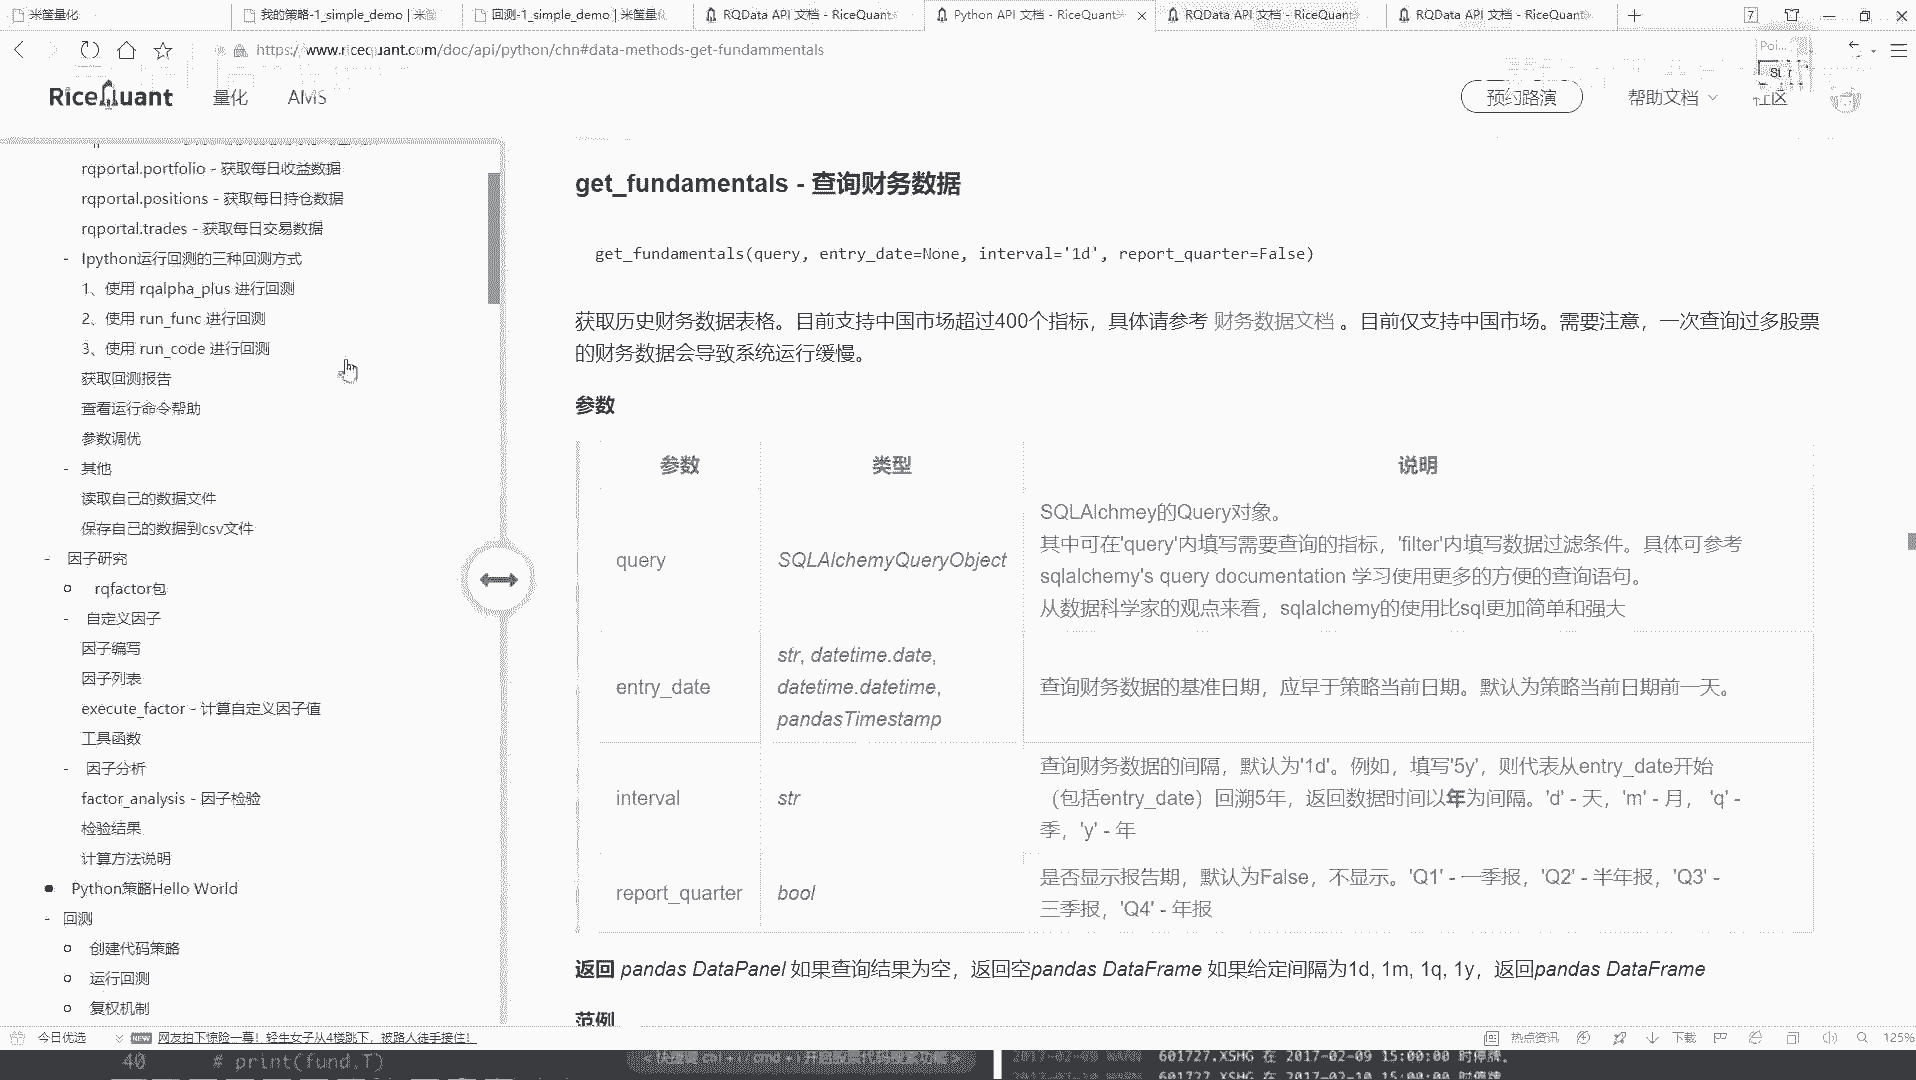 米筐量化
我的策略-1_simple_demo | 米筐
回测-1_simple_demo | 米筐量化
RQData API 文档 - RiceQuant
Python API 文档 - RiceQuant
RQData API 文档 - RiceQuant
RQData API 文档 - RiceQuant
7
https://www.ricequant.com/doc/api/python/chn#data-methods-get-fundammentals
Poi...
Str
RiceQuant
量化
AMS
预约路演
帮助文档
社区
rqportal.portfolio - 获取每日收益数据
rqportal.positions - 获取每日持仓数据
rqportal.trades - 获取每日交易数据
- Ipython运行回测的三种回测方式
1、使用 rqalpha_plus 进行回测
2、使用 run_func 进行回测
3、使用 run_code 进行回测
获取回测报告
查看运行命令帮助
参数调优
- 其他
读取自己的数据文件
保存自己的数据到csv文件
- 因子研究
rqfactor包
- 自定义因子
因子编写
因子列表
execute_factor - 计算自定义因子值
工具函数
- 因子分析
factor_analysis - 因子检验
检验结果
计算方法说明
Python策略Hello World
- 回测
创建代码策略
运行回测
复权机制
get_fundamentals - 查询财务数据
get_fundamentals(query, entry_date=None, interval='1d', report_quarter=False)
获取历史财务数据表格。目前支持中国市场超过400个指标，具体请参考 财务数据文档 。目前仅支持中国市场。需要注意，一次查询过多股票
的财务数据会导致系统运行缓慢。
参数
参数 类型 说明
query SQLAlchemyQueryObject
SQLAlchmey的Query对象。
其中可在'query'内填写需要查询的指标，'filter'内填写数据过滤条件。具体可参考
sqlalchemy's query documentation 学习使用更多的方便的查询语句。
从数据科学家的观点来看，sqlalchemy的使用比sql更加简单和强大
entry_date
str, datetime.date,
datetime.datetime,
pandasTimestamp
查询财务数据的基准日期，应早于策略当前日期。默认为策略当前日期前一天。
interval str
查询财务数据的间隔，默认为'1d'。例如，填写'5y'，则代表从entry_date开始
（包括entry_date）回溯5年，返回数据时间以年为间隔。'd' - 天，'m' - 月， 'q' -
季，'y' - 年
report_quarter bool
是否显示报告期，默认为False，不显示。'Q1' - 一季报，'Q2' - 半年报，'Q3' -
三季报，'Q4' - 年报
返回 pandas DataPanel 如果查询结果为空，返回空pandas DataFrame 如果给定间隔为1d, 1m, 1q, 1y，返回pandas DataFrame
范例
今日优选
NEW
网友拍下惊险一幕！轻生女子从4楼跳下，被路人徒手接住！
热点资讯
下载
125%
40 # print(fund.T)
2017-02-09 WARN 601727.XSHG 在 2017-02-09 15:00:00 时停牌。
2017-02-10 WARN 601727.XSHG 在 2017-02-10 15:00:00 时停牌。